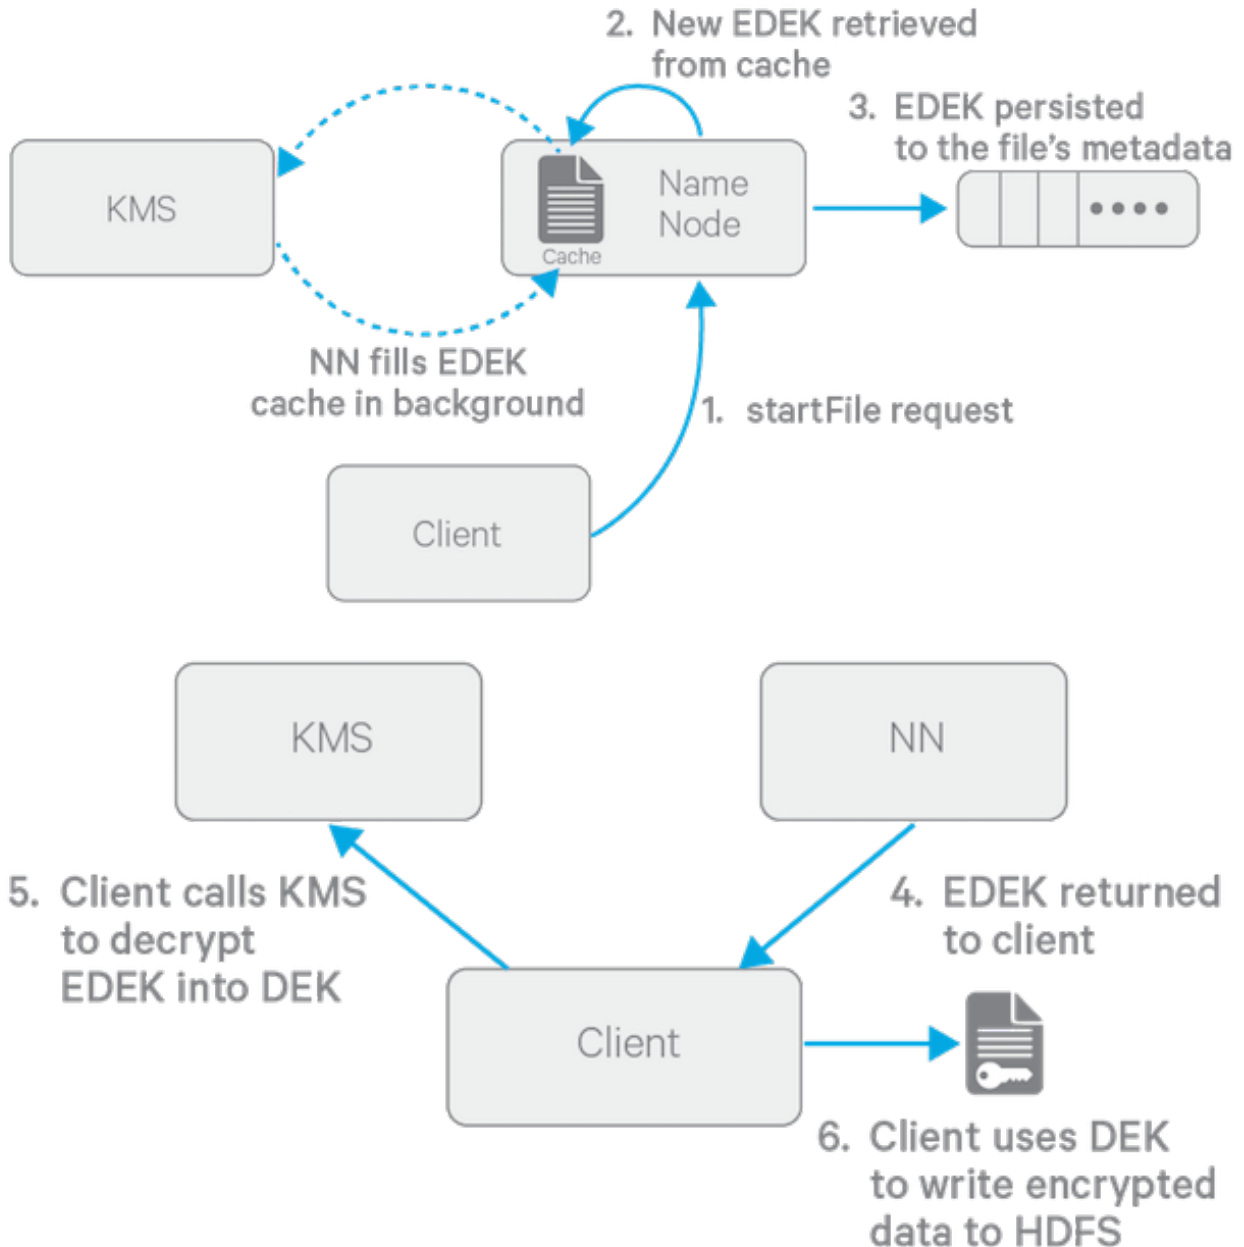 2. New EDEK retrieved
from cache
3. EDEK persisted
to the file's metadata
KMS
Name
Node
Cache
NN fills EDEK
cache in background
1. startFile request
Client
KMS
NN
5. Client calls KMS
to decrypt
EDEK into DEK
4. EDEK returned
to client
Client
6. Client uses DEK
to write encrypted
data to HDFS